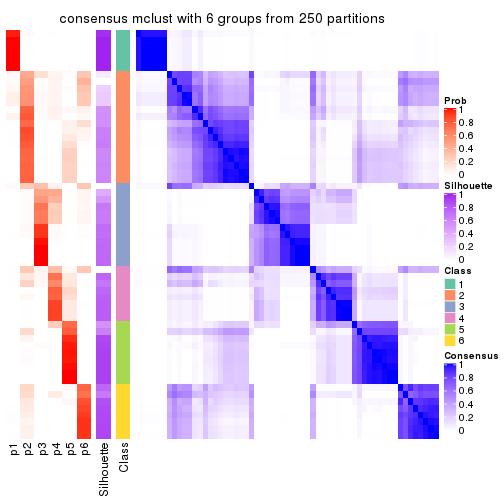 consensus mclust with 6 groups from 250 partitions
Prob
1
0.8
0.6
0.4
0.2
0
Silhouette
1
0.8
0.6
0.4
0.2
0
Class
1
2
3
4
5
6
Consensus
1
0.8
0.6
0.4
0.2
0
p1
p2
p3
p4
p5
p6
Silhouette
Class